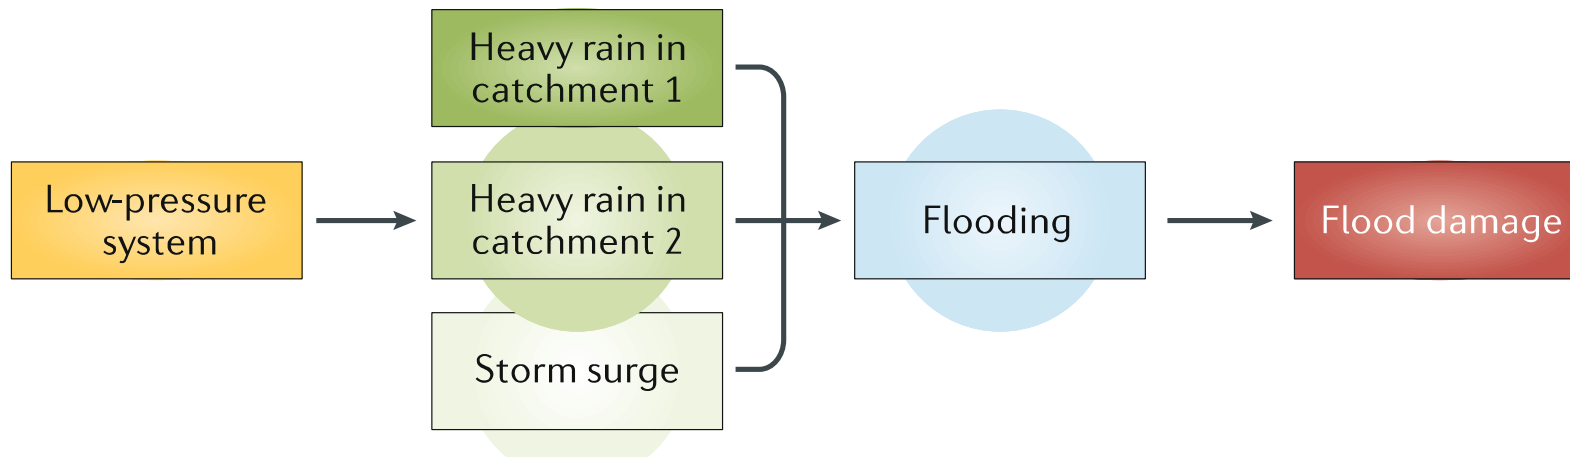 Low-pressure
system
Heavy rain in
catchment 1
Heavy rain in
catchment 2
Storm surge
Flooding
Flood damage